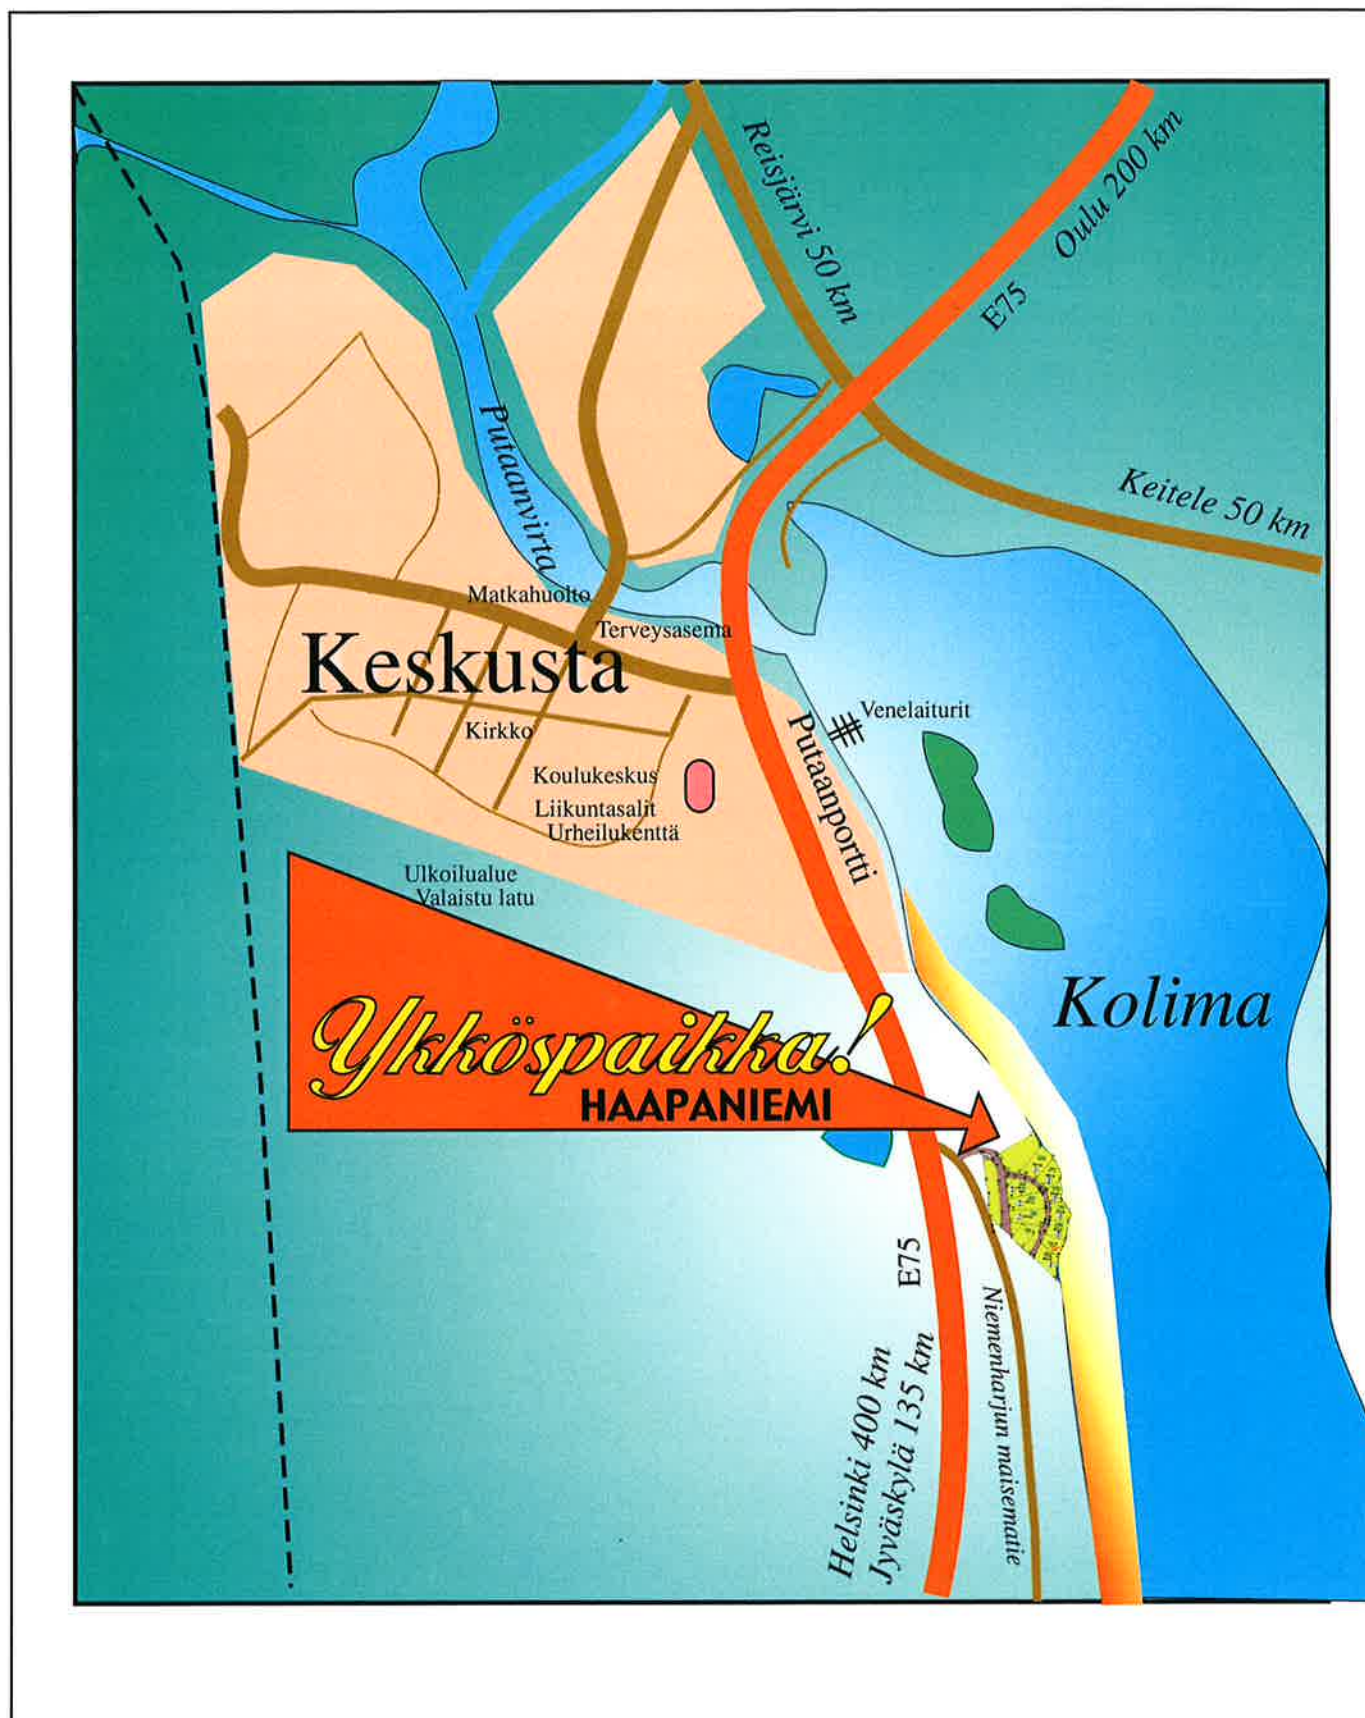 Reisjärvi 50 km
Oulu 200 km
E75
Putaanvirta
Keitele 50 km
Matkahuolto
Terveysasema
Keskusta
Kirkko
Venelaiturit
Putaanportti
Koulukeskus
Liikuntasalit
Urheilukenttä
Ulkoilualue
Valaistu latu
Kolima
Ykköspaikka!
HAAPANIEMI
E75
Niemenharjun maisematie
Helsinki 400 km
Jyväskylä 135 km